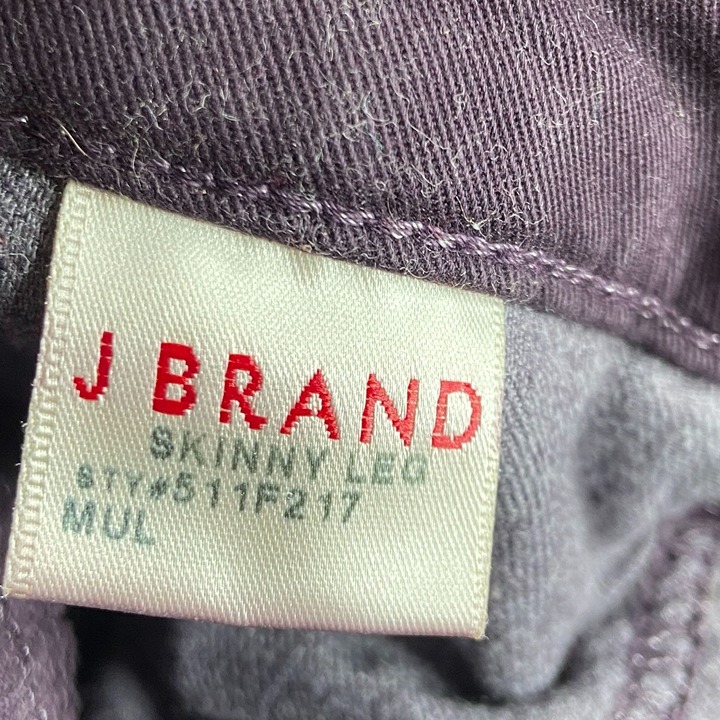 J BRAND
SKINNY LEG
STY#511F217
MUL